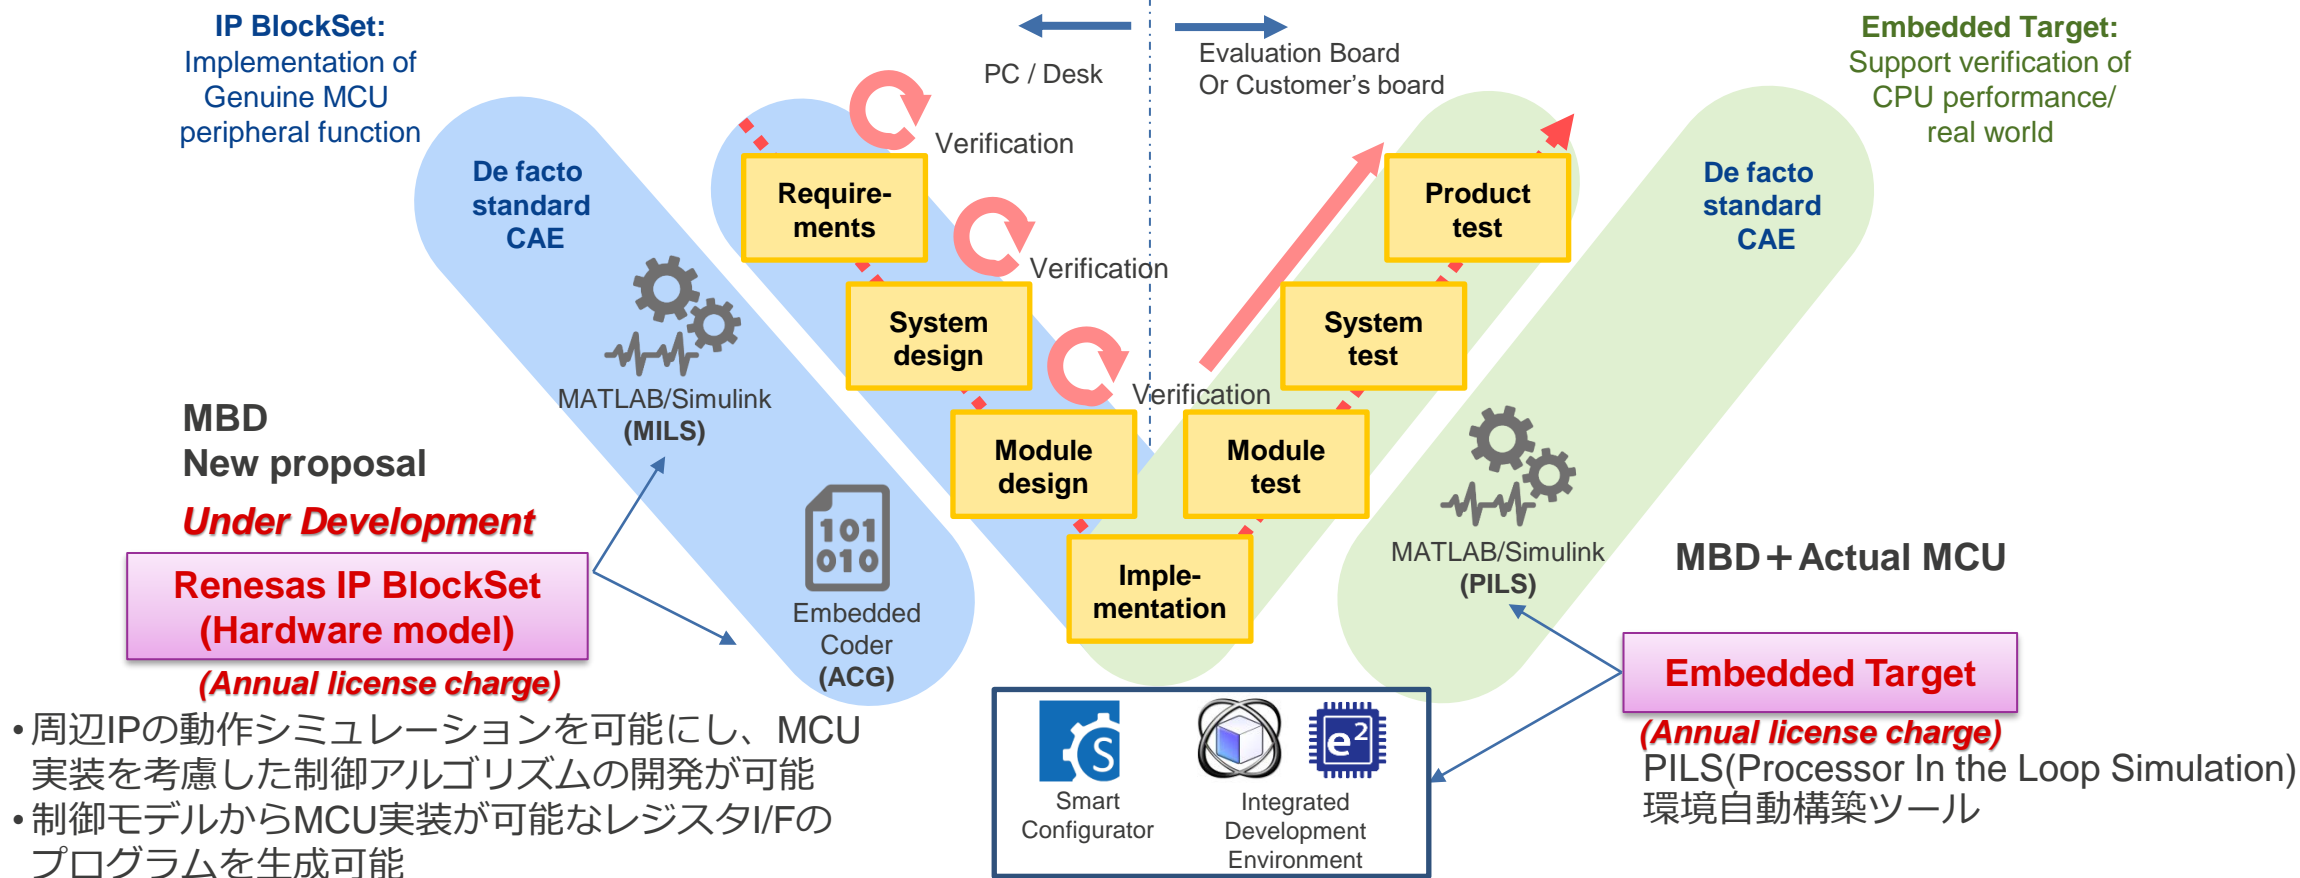 IP BlockSet:
Implementation of
Genuine MCU
peripheral function
PC / Desk
Evaluation Board
Or Customer's board
Embedded Target:
Support verification of
CPU performance/
real world
De facto
standard
CAE
Verification
Require-
ments
Verification
System
design
Verification
Module
design
Imple-
mentation
Module
test
System
test
Product
test
De facto
standard
CAE
MATLAB/Simulink
(MILS)
101
010
Embedded
Coder
(ACG)
MATLAB/Simulink
(PILS)
MBD
New proposal
Under Development
Renesas IP BlockSet
(Hardware model)
(Annual license charge)
•周辺IPの動作シミュレーションを可能にし、MCU
実装を考慮した制御アルゴリズムの開発が可能
•制御モデルからMCU実装が可能なレジスタI/Fの
プログラムを生成可能
S
Smart
Configurator
e2
Integrated
Development
Environment
MBD＋Actual MCU
Embedded Target
(Annual license charge)
PILS(Processor In the Loop Simulation)
環境自動構築ツール